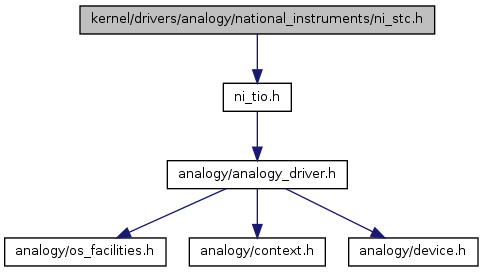 kernel/drivers/analogy/national_instruments/ni_stc.h
ni_tio.h
analogy/analogy_driver.h
analogy/os_facilities.h
analogy/context.h
analogy/device.h